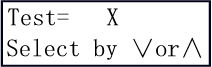 Test=   X
Select by ∨or∧